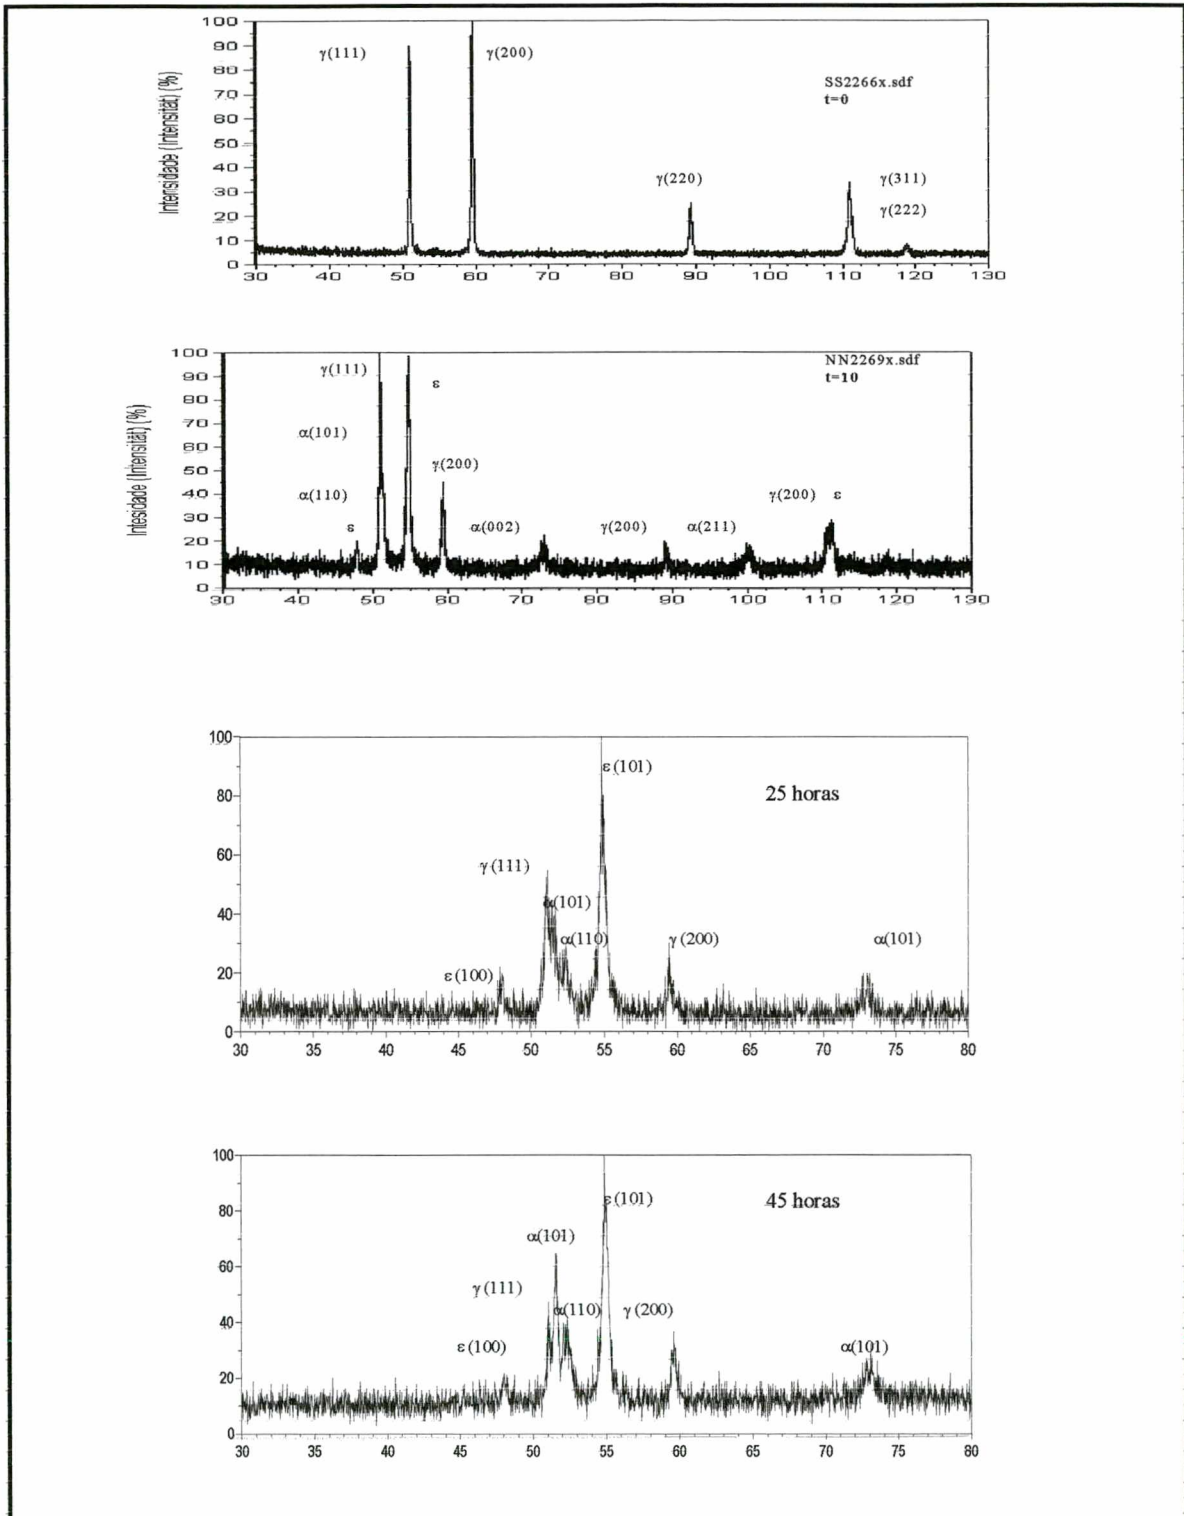 Intensidade (Intensität) (%)
100
90
80
70
60
50
40
30
20
10
0
γ(111)
γ(200)
SS2266x.sdf
t=0
γ(220)
γ(311)
γ(222)
30 40 50 60 70 80 90 100 110 120 130
Intesidade (Intensität) (%)
100
90
80
70
60
50
40
30
20
10
0
γ(111)
ε
NN2269x.sdf
t=10
α(101)
γ(200)
α(110)
ε
α(002)
γ(200)
α(211)
γ(200) ε
30 40 50 60 70 80 90 100 110 120 130
100
80
60
40
20
0
ε(101)
25 horas
γ(111)
α(101)
α(110)
γ(200)
α(101)
ε(100)
30 35 40 45 50 55 60 65 70 75 80
100
80
60
40
20
0
ε(101)
45 horas
α(101)
γ(111)
α(110)
γ(200)
ε(100)
α(101)
30 35 40 45 50 55 60 65 70 75 80